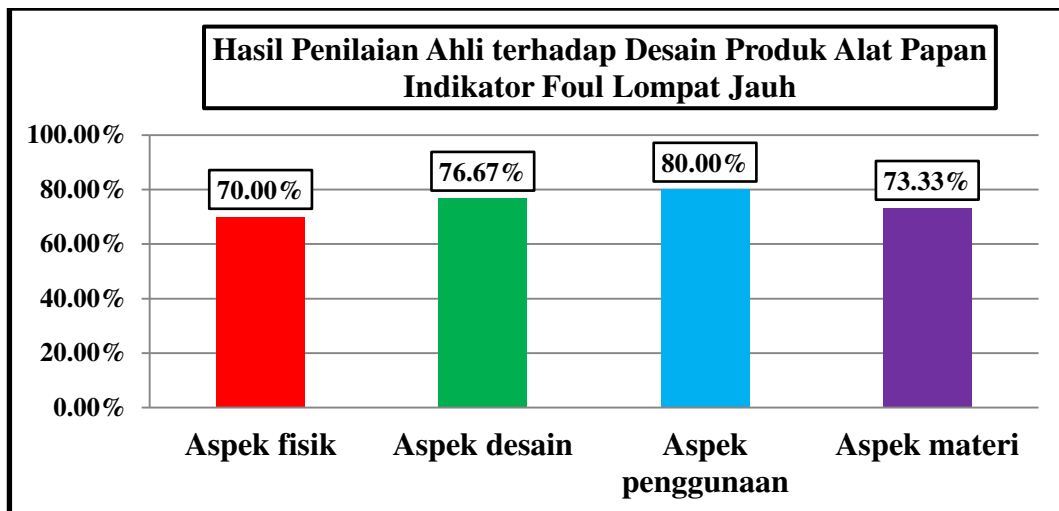 Hasil Penilaian Ahli terhadap Desain Produk Alat Papan
Indikator Foul Lompat Jauh
100.00%
80.00%
60.00%
40.00%
20.00%
0.00%
70.00%
76.67%
80.00%
73.33%
Aspek fisik
Aspek desain
Aspek
penggunaan
Aspek materi